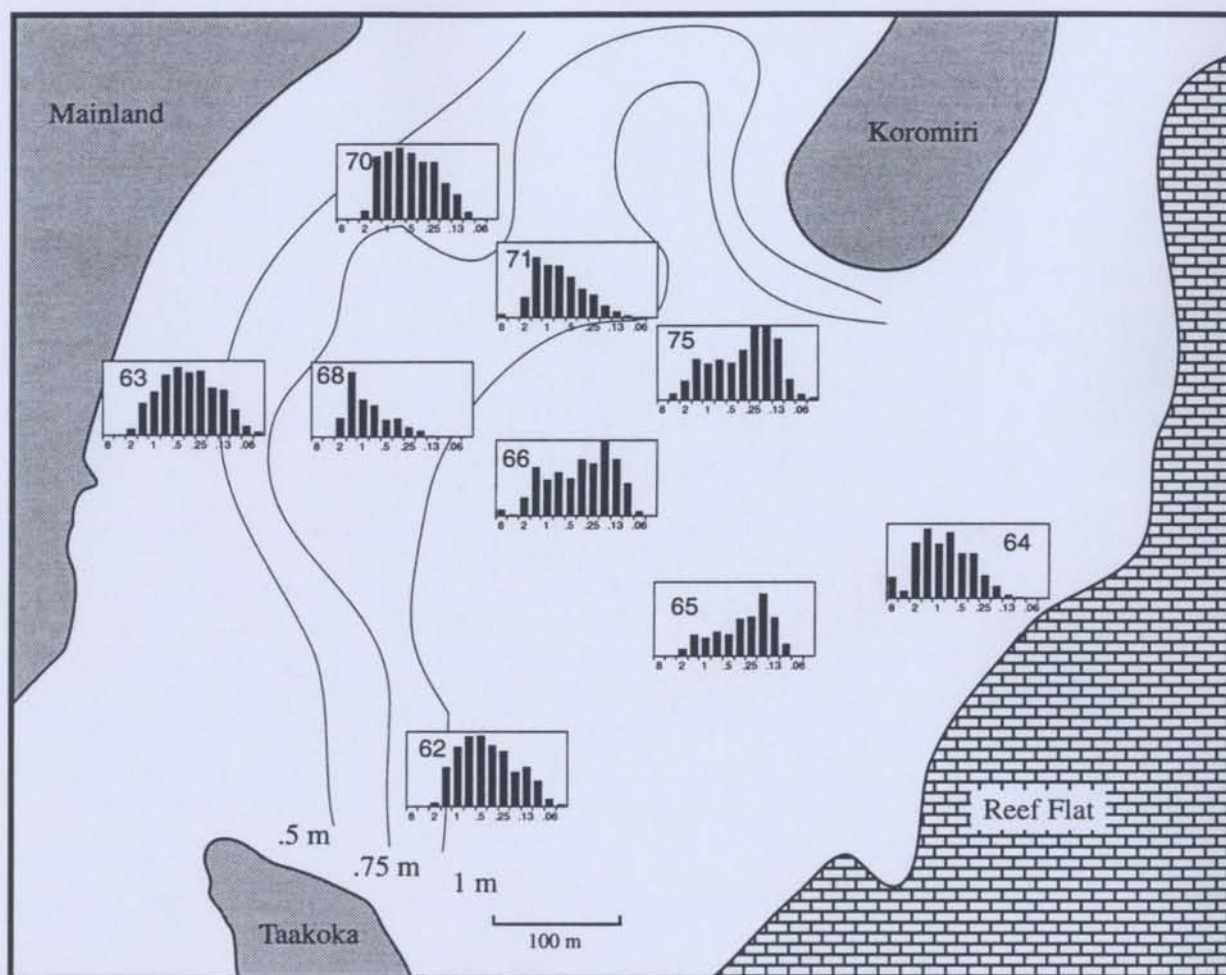 Mainland
Koromiri
70
8 2 1 .5 .25 .13 .06
71
8 2 1 .5 .25 .13 .06
75
8 2 1 .5 .25 .13 .06
63
8 2 1 .5 .25 .13 .06
68
8 2 1 .5 .25 .13 .06
66
8 2 1 .5 .25 .13 .06
64
8 2 1 .5 .25 .13 .06
65
8 2 1 .5 .25 .13 .06
62
8 2 1 .5 .25 .13 .06
Reef Flat
.5 m
.75 m
1 m
Taakoka
100 m